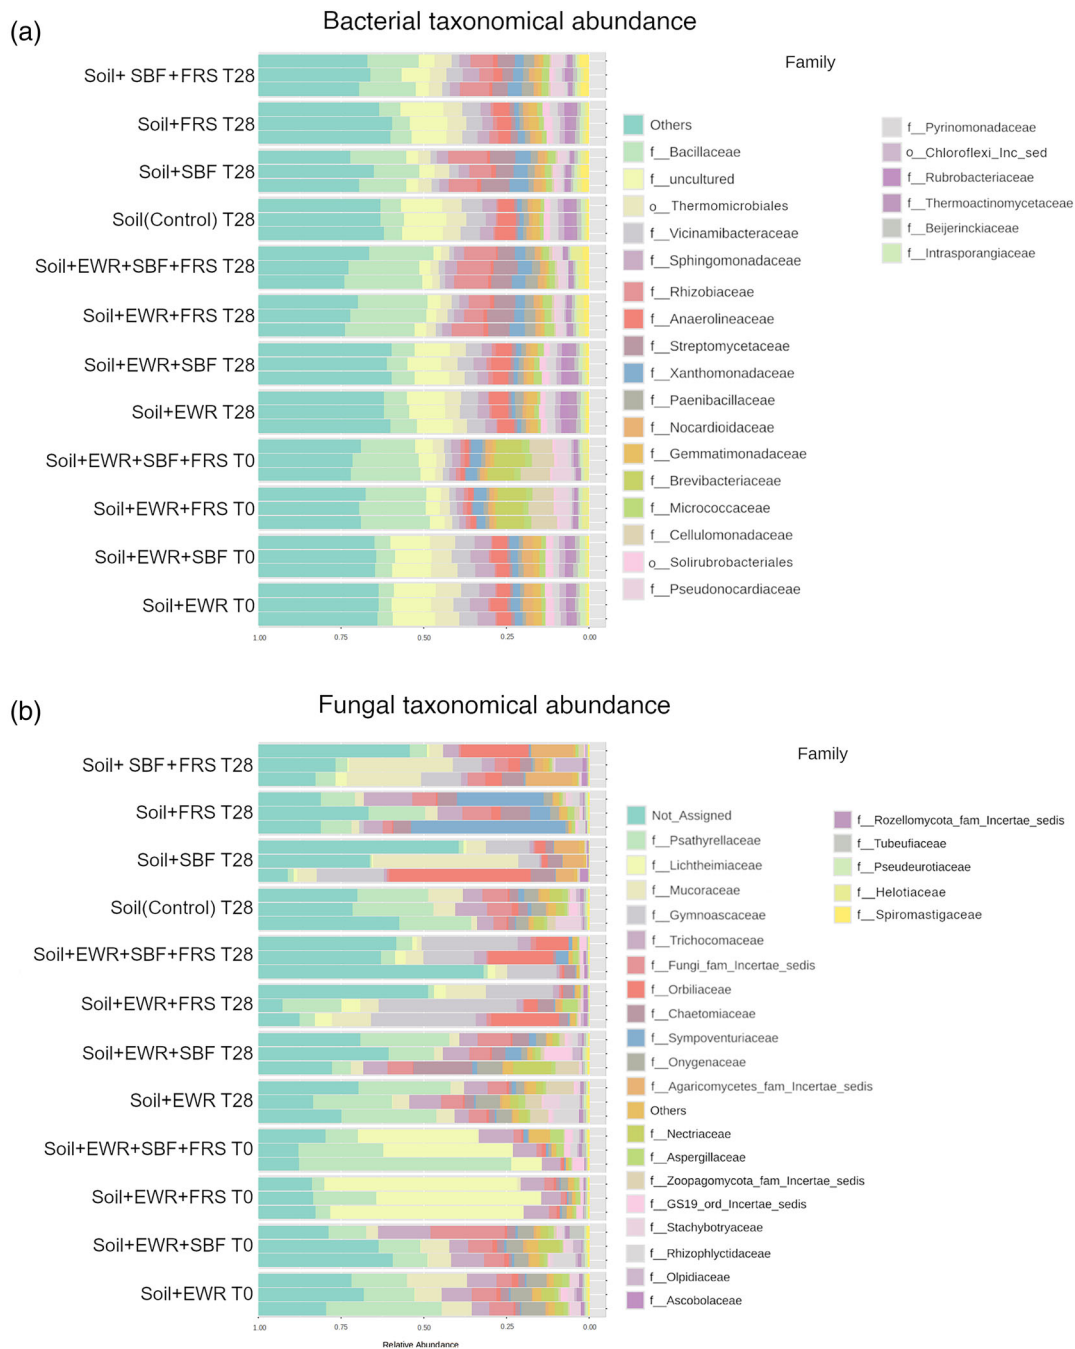 (a)
Bacterial taxonomical abundance
Family
Soil+ SBF+FRS T28
Soil+FRS T28
Soil+SBF T28
Soil(Control) T28
Soil+EWR+SBF+FRS T28
Soil+EWR+FRS T28
Soil+EWR+SBF T28
Soil+EWR T28
Soil+EWR+SBF+FRS T0
Soil+EWR+FRS T0
Soil+EWR+SBF T0
Soil+EWR T0
1.00 0.75 0.50 0.25 0.00
Others
f__Bacillaceae
f__uncultured
o__Thermomicrobiales
f__Vicinamibacteraceae
f__Sphingomonadaceae
f__Rhizobiaceae
f__Anaerolineaceae
f__Streptomycetaceae
f__Xanthomonadaceae
f__Paenibacillaceae
f__Nocardioidaceae
f__Gemmatimonadaceae
f__Brevibacteriaceae
f__Micrococcaceae
f__Cellulomonadaceae
o__Solirubrobacteriales
f__Pseudonocardiaceae
f__Pyrinomonadaceae
o__Chloroflexi_Inc_sed
f__Rubrobacteriaceae
f__Thermoactinomycetaceae
f__Beijerinckiaceae
f__Intrasporangiaceae
(b)
Fungal taxonomical abundance
Family
Soil+ SBF+FRS T28
Soil+FRS T28
Soil+SBF T28
Soil(Control) T28
Soil+EWR+SBF+FRS T28
Soil+EWR+FRS T28
Soil+EWR+SBF T28
Soil+EWR T28
Soil+EWR+SBF+FRS T0
Soil+EWR+FRS T0
Soil+EWR+SBF T0
Soil+EWR T0
1.00 0.75 0.50 0.25 0.00
Relative Abundance
Not_Assigned
f__Psathyrellaceae
f__Lichtheimiaceae
f__Mucoraceae
f__Gymnoascaceae
f__Trichocomaceae
f__Fungi_fam_Incertae_sedis
f__Orbiliaceae
f__Chaetomiaceae
f__Sympoventuriaceae
f__Onygenaceae
f__Agaricomycetes_fam_Incertae_sedis
Others
f__Nectriaceae
f__Aspergillaceae
f__Zoopagomycota_fam_Incertae_sedis
f__GS19_ord_Incertae_sedis
f__Stachybotryaceae
f__Rhizophlyctidaceae
f__Olpidiaceae
f__Ascobolaceae
f__Rozellomycota_fam_Incertae_sedis
f__Tubeufiaceae
f__Pseudeurotiaceae
f__Helotiaceae
f__Spiromastigaceae